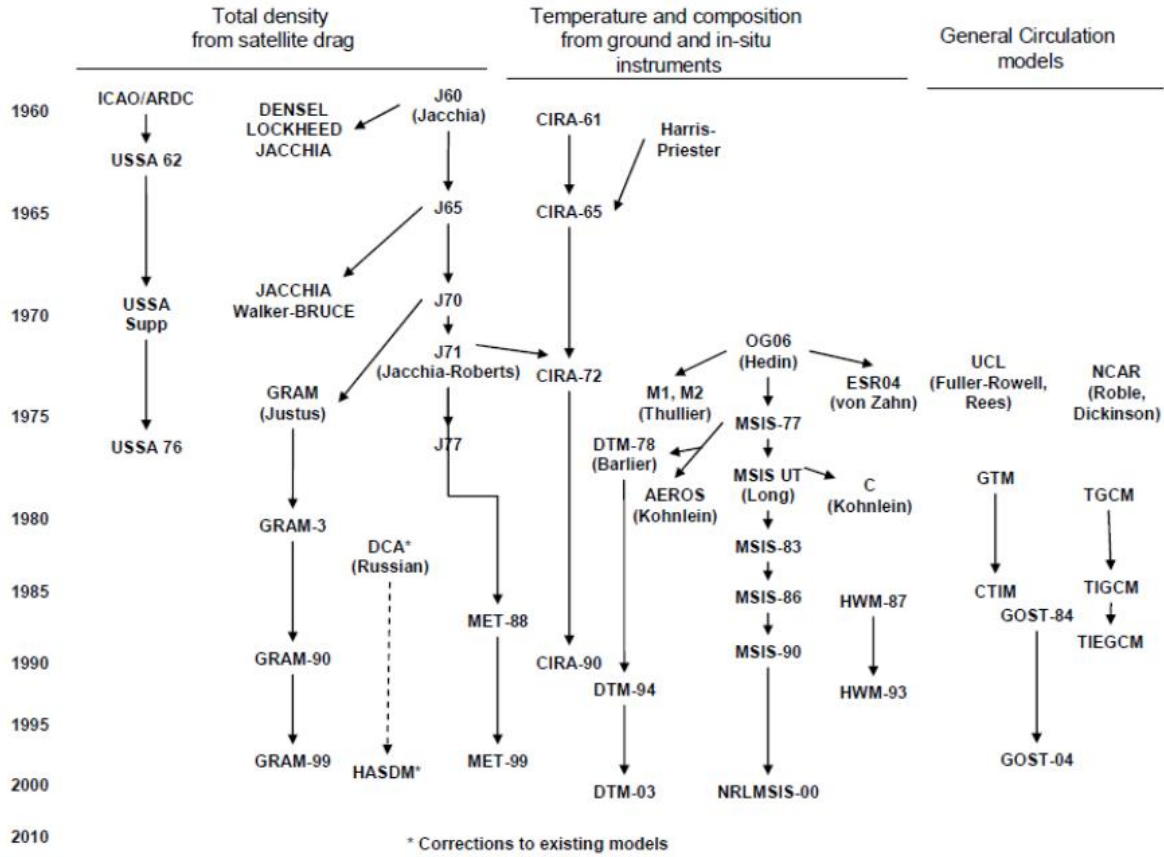 Total density
from satellite drag
Temperature and composition
from ground and in-situ
instruments
General Circulation
models
1960
1965
1970
1975
1980
1985
1990
1995
2000
2010
ICAO/ARDC
USSA 62
USSA
Supp
USSA 76
DENSEL
LOCKHEED
JACCHIA
J60
(Jacchia)
J65
JACCHIA
Walker-BRUCE
J70
J71
(Jacchia-Roberts)
GRAM
(Justus)
J77
GRAM-3
DCA*
(Russian)
MET-88
GRAM-90
GRAM-99
HASDM*
MET-99
CIRA-61
Harris-
Priester
CIRA-65
CIRA-72
OG06
(Hedin)
M1, M2
(Thullier)
ESR04
(von Zahn)
MSIS-77
DTM-78
(Barlier)
AEROS
(Kohnlein)
MSIS UT
(Long)
C
(Kohnlein)
MSIS-83
MSIS-86
HWM-87
MSIS-90
CIRA-90
DTM-94
HWM-93
DTM-03
NRLMSIS-00
UCL
(Fuller-Rowell,
Rees)
NCAR
(Roble,
Dickinson)
GTM
TGCM
CTIM
TIGCM
GOST-84
TIEGCM
GOST-04
* Corrections to existing models